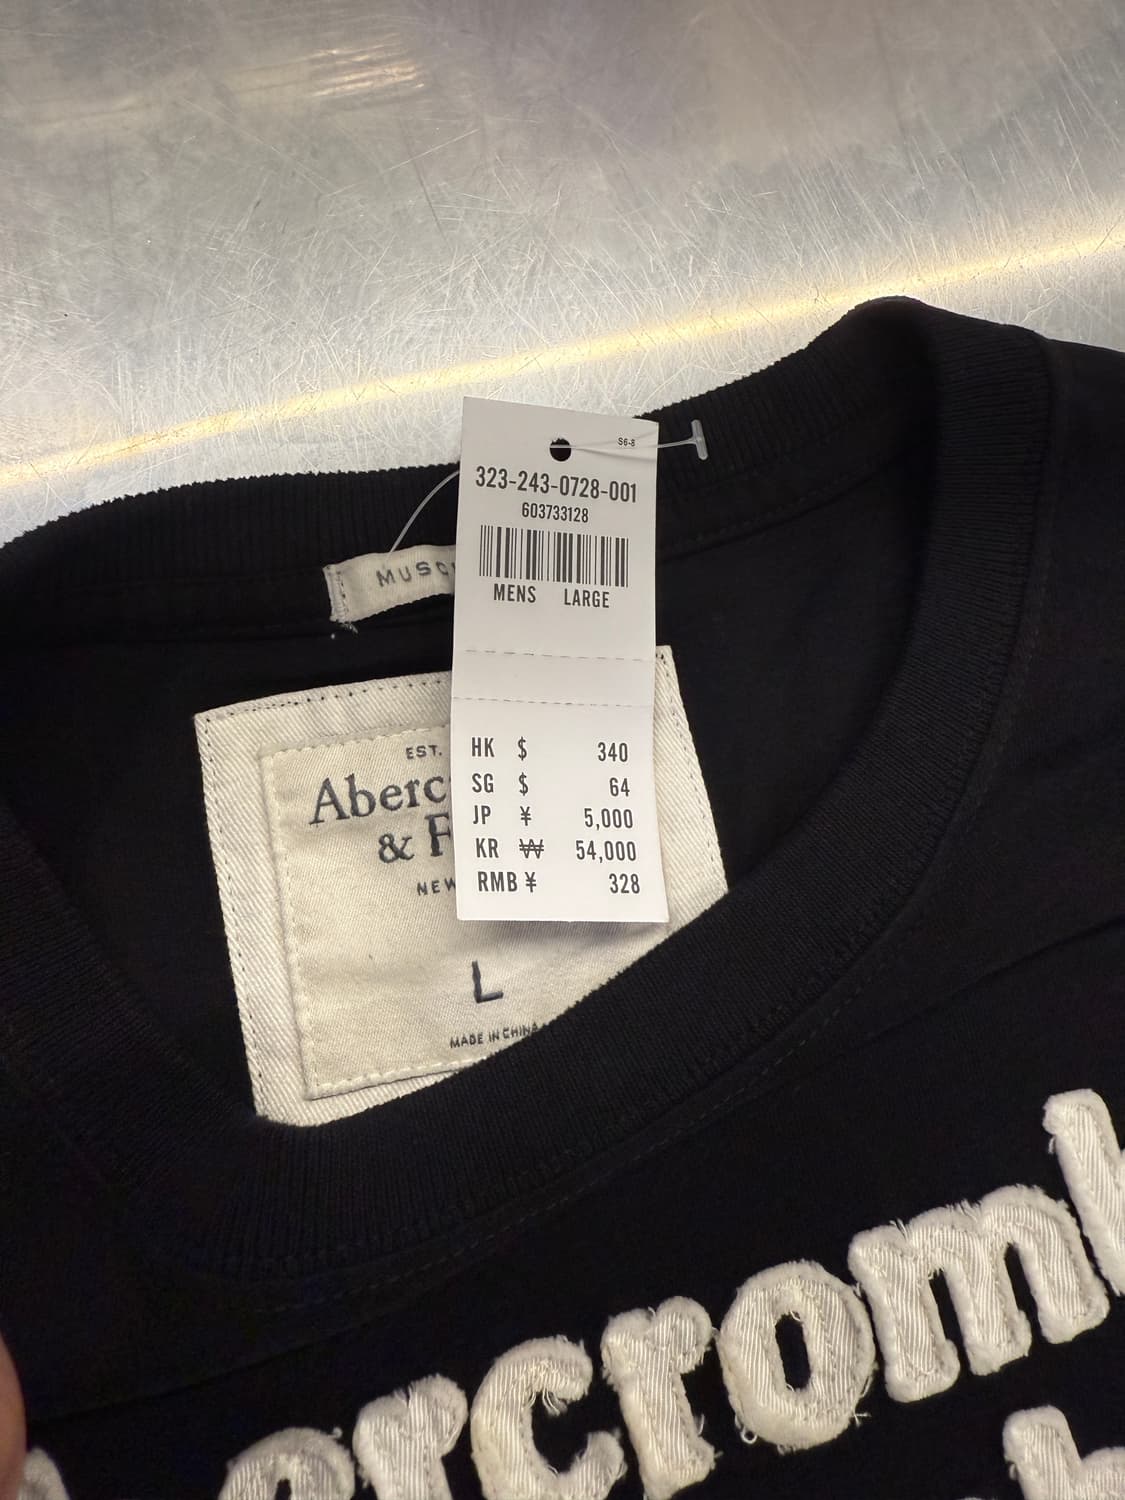 S6-8
323-243-0728-001
603733128
MENS LARGE
HK $ 340
SG $ 64
JP ¥ 5,000
KR ₩ 54,000
RMB ¥ 328
MUSC
EST.
Aberc
& F
NEW
L
MADE IN CHINA
ercromb